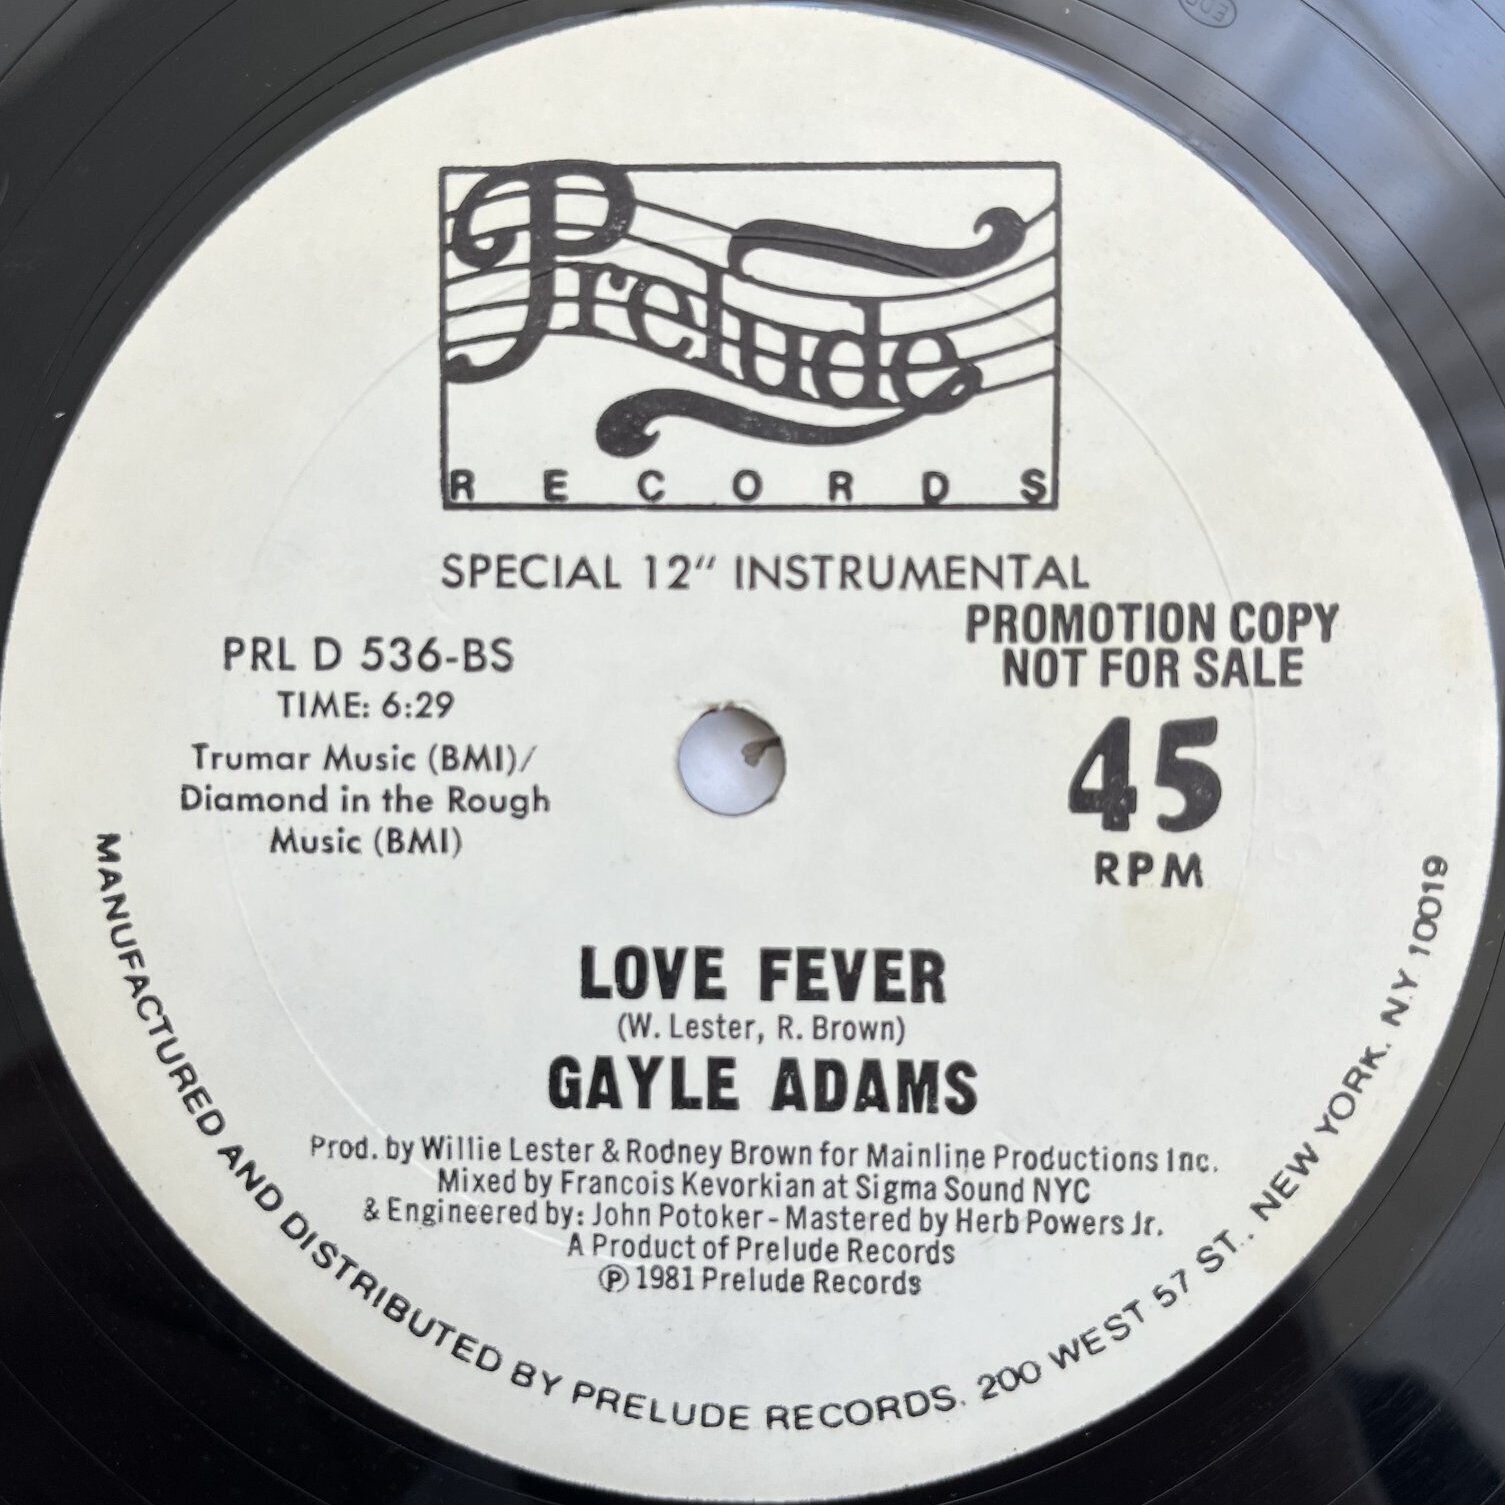 Prelude
RECORDS
SPECIAL 12" INSTRUMENTAL
PROMOTION COPY
NOT FOR SALE
PRL D 536-BS
TIME: 6:29
Trumar Music (BMI)/
Diamond in the Rough
Music (BMI)
45
RPM
LOVE FEVER
(W. Lester, R. Brown)
GAYLE ADAMS
Prod. by Willie Lester & Rodney Brown for Mainline Productions Inc.
Mixed by Francois Kevorkian at Sigma Sound NYC
& Engineered by: John Potoker - Mastered by Herb Powers Jr.
A Product of Prelude Records
℗ 1981 Prelude Records
MANUFACTURED AND DISTRIBUTED BY PRELUDE RECORDS. 200 WEST 57 ST., NEW YORK. N.Y 10019